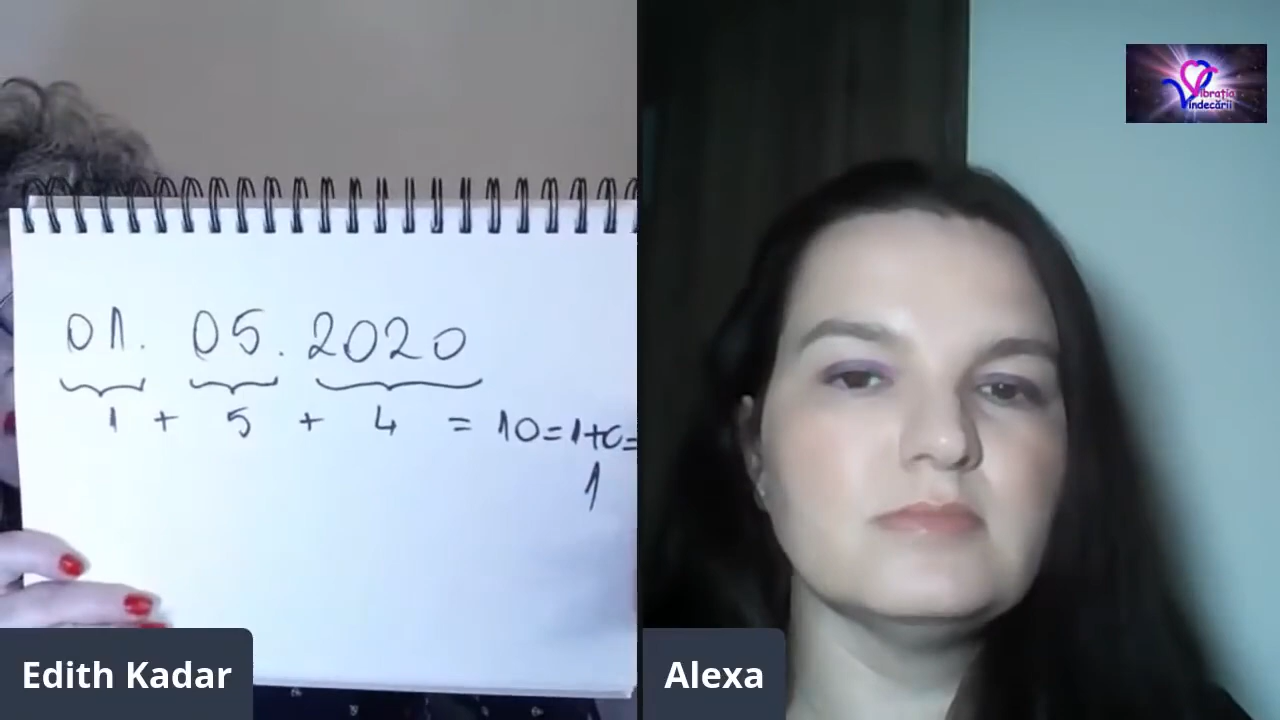 01. 05. 2020
1 + 5 + 4 = 10=1+0=
1
Edith Kadar
Alexa
Vibrația
Vindecării